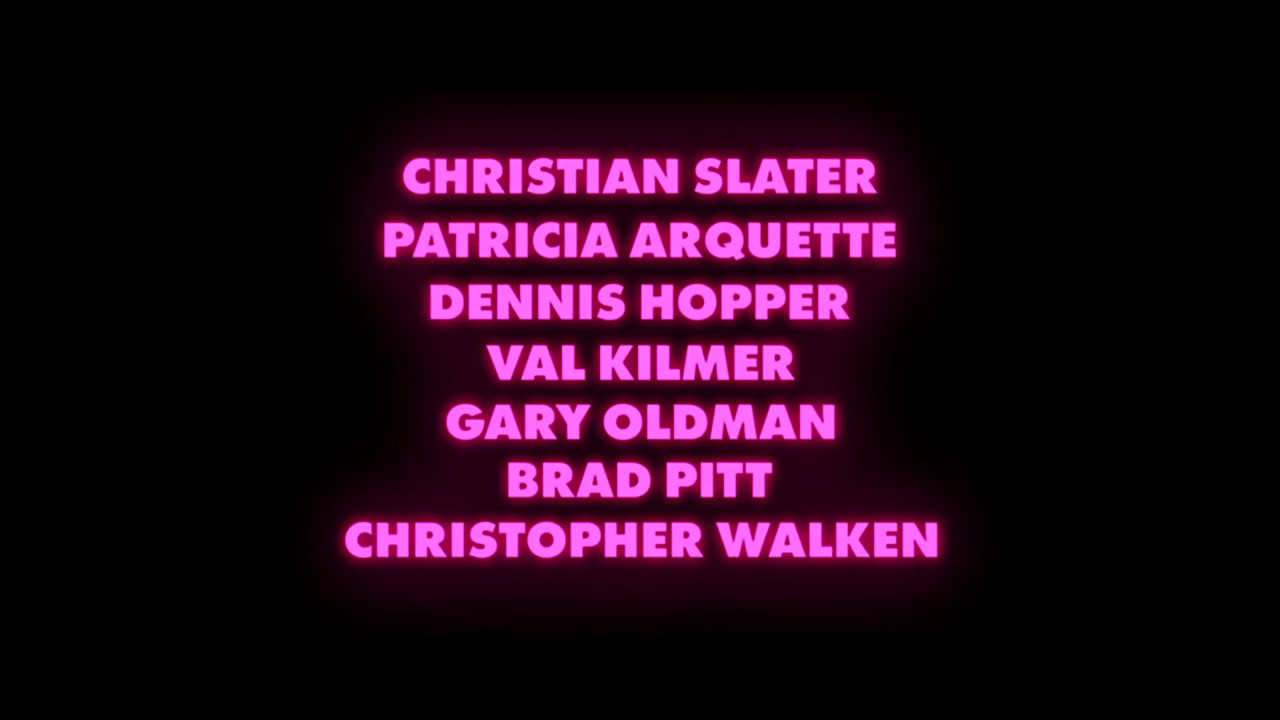 CHRISTIAN SLATER
PATRICIA ARQUETTE
DENNIS HOPPER
VAL KILMER
GARY OLDMAN
BRAD PITT
CHRISTOPHER WALKEN